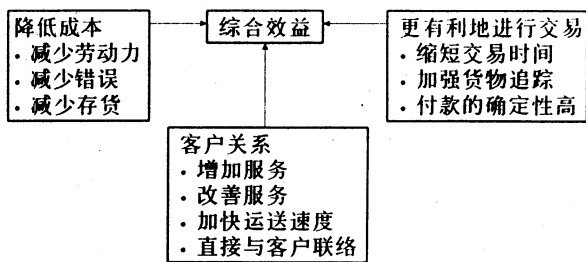 降低成本
· 减少劳动力
· 减少错误
· 减少存货
综合效益
更有利地进行交易
· 缩短交易时间
· 加强货物追踪
· 付款的确定性高
客户关系
· 增加服务
· 改善服务
· 加快运送速度
· 直接与客户联络